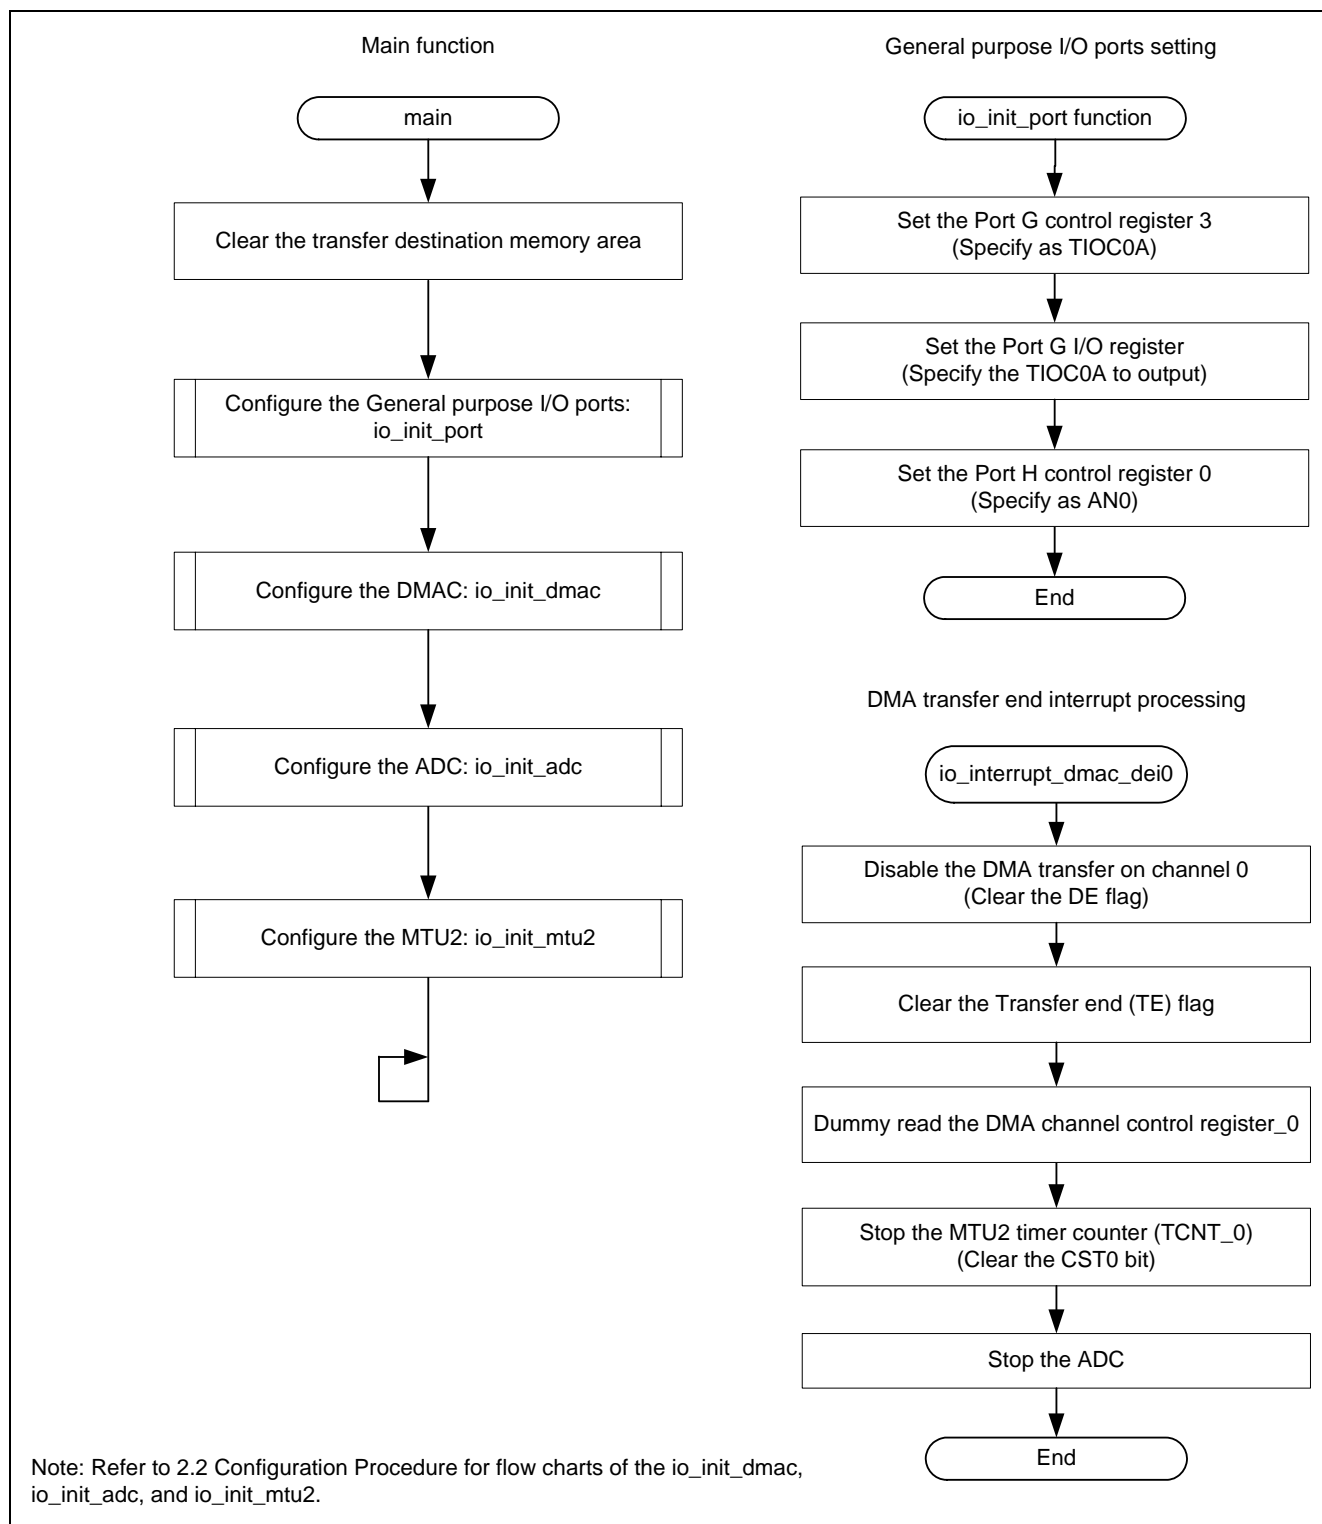 Main function
main
Clear the transfer destination memory area
Configure the General purpose I/O ports:
io_init_port
Configure the DMAC: io_init_dmac
Configure the ADC: io_init_adc
Configure the MTU2: io_init_mtu2
General purpose I/O ports setting
io_init_port function
Set the Port G control register 3
(Specify as TIOC0A)
Set the Port G I/O register
(Specify the TIOC0A to output)
Set the Port H control register 0
(Specify as AN0)
End
DMA transfer end interrupt processing
io_interrupt_dmac_dei0
Disable the DMA transfer on channel 0
(Clear the DE flag)
Clear the Transfer end (TE) flag
Dummy read the DMA channel control register_0
Stop the MTU2 timer counter (TCNT_0)
(Clear the CST0 bit)
Stop the ADC
End
Note: Refer to 2.2 Configuration Procedure for flow charts of the io_init_dmac,
io_init_adc, and io_init_mtu2.